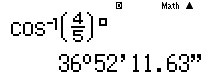 D Math ▲
cos⁻¹(4/5)°
36°52'11.63"